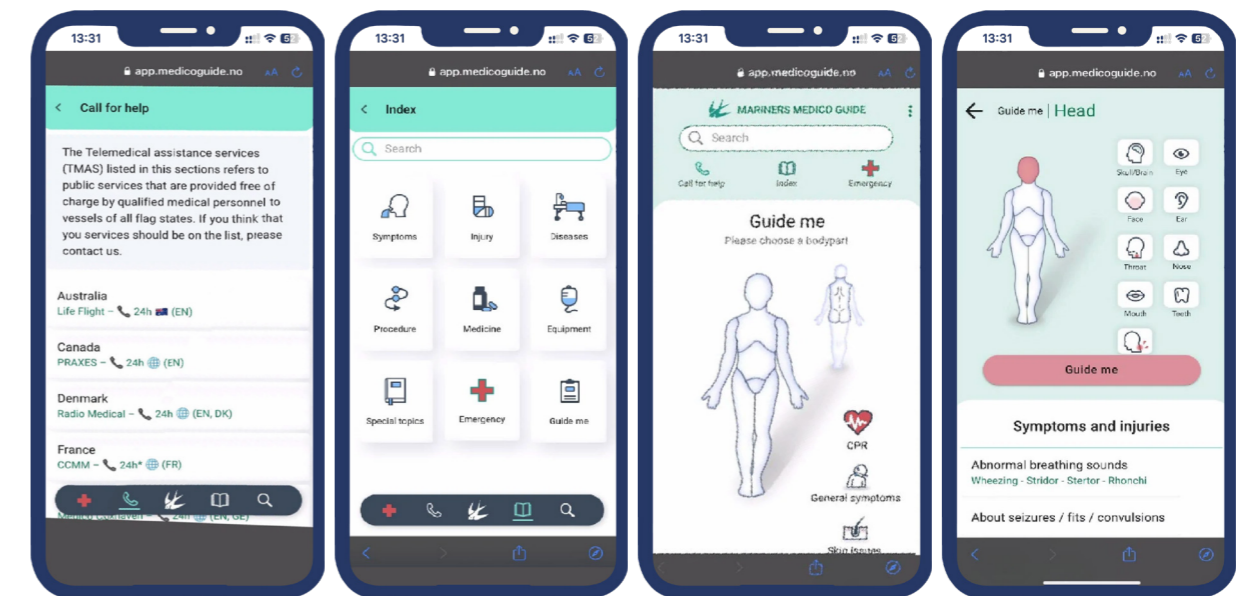 13:31
app.medicoguide.no AA
< Call for help
The Telemedical assistance services
(TMAS) listed in this sections refers to
public services that are provided free of
charge by qualified medical personnel to
vessels of all flag states. If you think that
you services should be on the list, please
contact us.
Australia
Life Flight – 24h (EN)
Canada
PRAXES – 24h (EN)
Denmark
Radio Medical – 24h (EN, DK)
France
CCMM – 24h* (FR)
13:31
app.medicoguide.no AA
< Index
Search
Symptoms Injury Diseases
Procedure Medicine Equipment
Special topics Emergency Guide me
13:31
app.medicoguide.no AA
MARINERS MEDICO GUIDE
Search
Call for help Index Emergency
Guide me
Please choose a bodypart
CPR
General symptoms
Skin issues
13:31
app.medicoguide.no AA
Guide me | Head
Skull/Brain Eye
Face Ear
Throat Nose
Mouth Teeth
Guide me
Symptoms and injuries
Abnormal breathing sounds
Wheezing - Stridor - Stertor - Rhonchi
About seizures / fits / convulsions